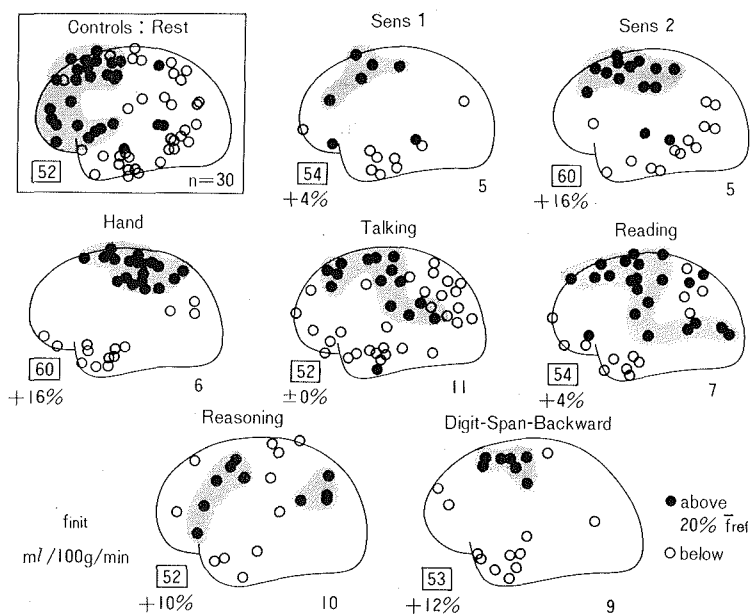 Controls : Rest
52
n=30
Sens 1
54
+4%
5
Sens 2
60
+16%
5
Hand
60
+16%
6
Talking
52
±0%
11
Reading
54
+4%
7
Reasoning
finit
ml/100g/min
52
+10%
10
Digit-Span-Backward
53
+12%
9
● above
20% f̅ref
○ below